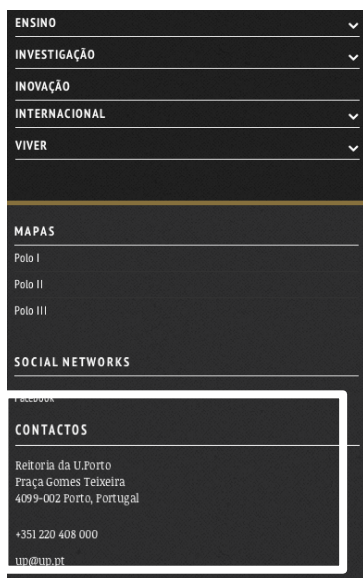 ENSINO
INVESTIGAÇÃO
INOVAÇÃO
INTERNACIONAL
VIVER
MAPAS
Polo I
Polo II
Polo III
SOCIAL NETWORKS
Facebook
CONTACTOS
Reitoria da U.Porto
Praça Gomes Teixeira
4099-002 Porto, Portugal
+351 220 408 000
up@up.pt